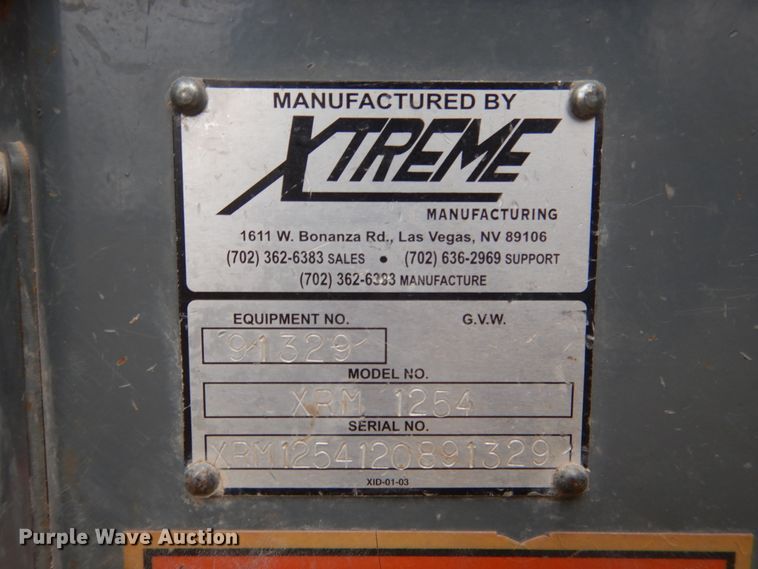 MANUFACTURED BY
XTREME
MANUFACTURING
1611 W. Bonanza Rd., Las Vegas, NV 89106
(702) 362-6383 SALES • (702) 636-2969 SUPPORT
(702) 362-6393 MANUFACTURE
EQUIPMENT NO. G.V.W.
91329
MODEL NO.
XRM 1254
SERIAL NO.
XRM1254120891329
XID-01-03
Purple Wave Auction